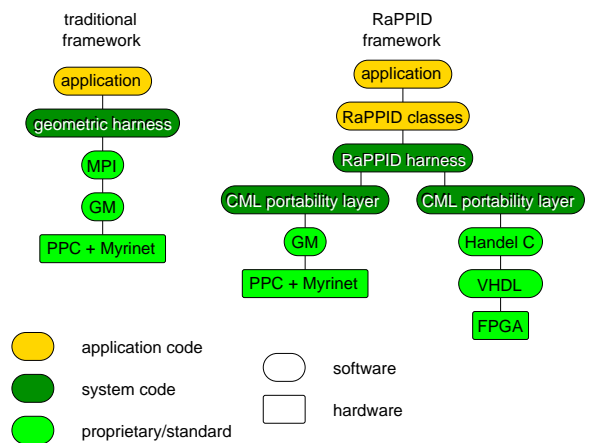 traditional
framework
application
geometric harness
MPI
GM
PPC + Myrinet
RaPPID
framework
application
RaPPID classes
RaPPID harness
CML portability layer
GM
PPC + Myrinet
CML portability layer
Handel C
VHDL
FPGA
application code
system code
proprietary/standard
software
hardware